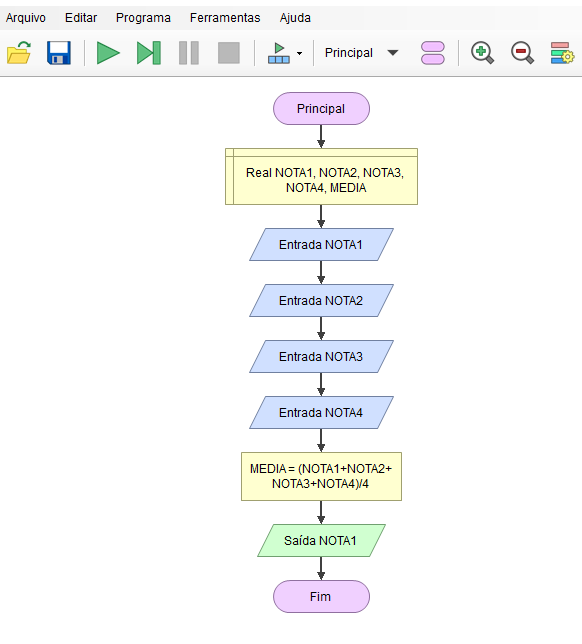 Arquivo Editar Programa Ferramentas Ajuda
Principal
Principal
Real NOTA1, NOTA2, NOTA3,
NOTA4, MEDIA
Entrada NOTA1
Entrada NOTA2
Entrada NOTA3
Entrada NOTA4
MEDIA = (NOTA1+NOTA2+
NOTA3+NOTA4)/4
Saída NOTA1
Fim